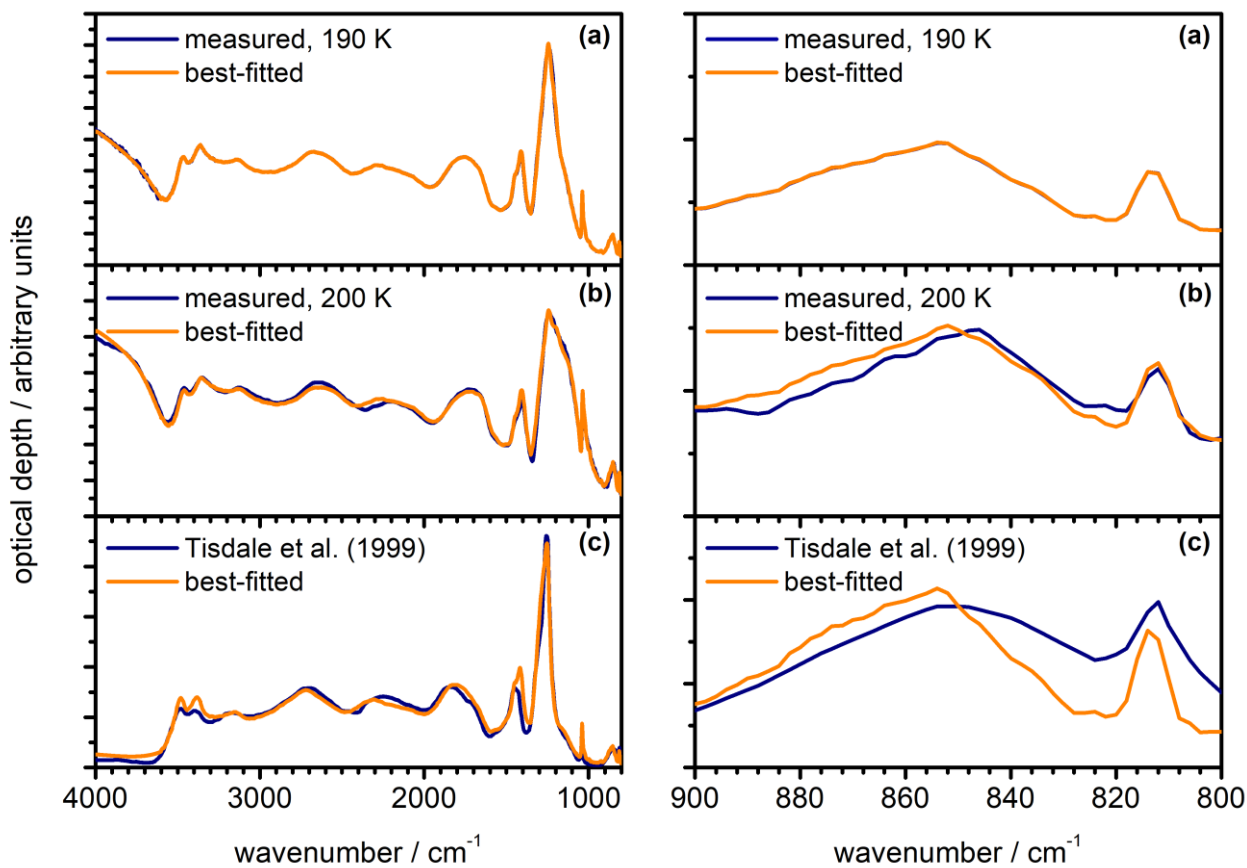 optical depth / arbitrary units
measured, 190 K
best-fitted
(a)
measured, 200 K
best-fitted
(b)
Tisdale et al. (1999)
best-fitted
(c)
4000 3000 2000 1000
wavenumber / cm⁻¹
measured, 190 K
best-fitted
(a)
measured, 200 K
best-fitted
(b)
Tisdale et al. (1999)
best-fitted
(c)
900 880 860 840 820 800
wavenumber / cm⁻¹